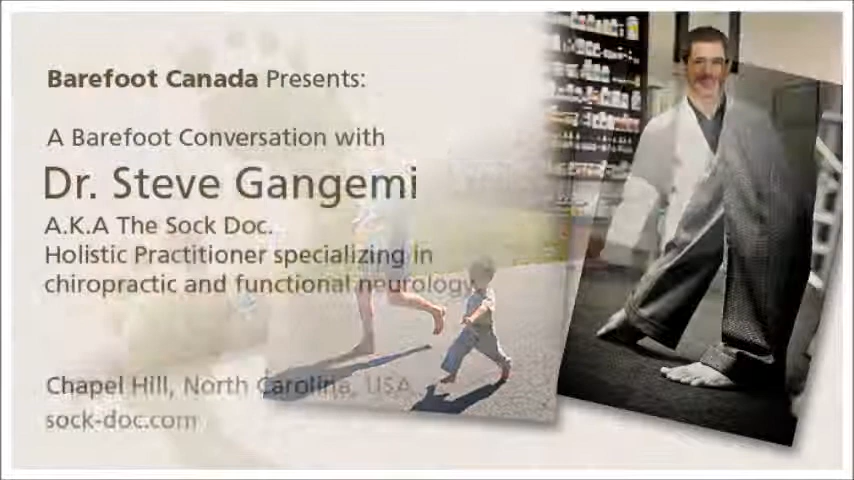 Barefoot Canada Presents:
A Barefoot Conversation with
Dr. Steve Gangemi
A.K.A The Sock Doc.
Holistic Practitioner specializing in
chiropractic and functional neurology
Chapel Hill, North Carolina, USA
sock-doc.com